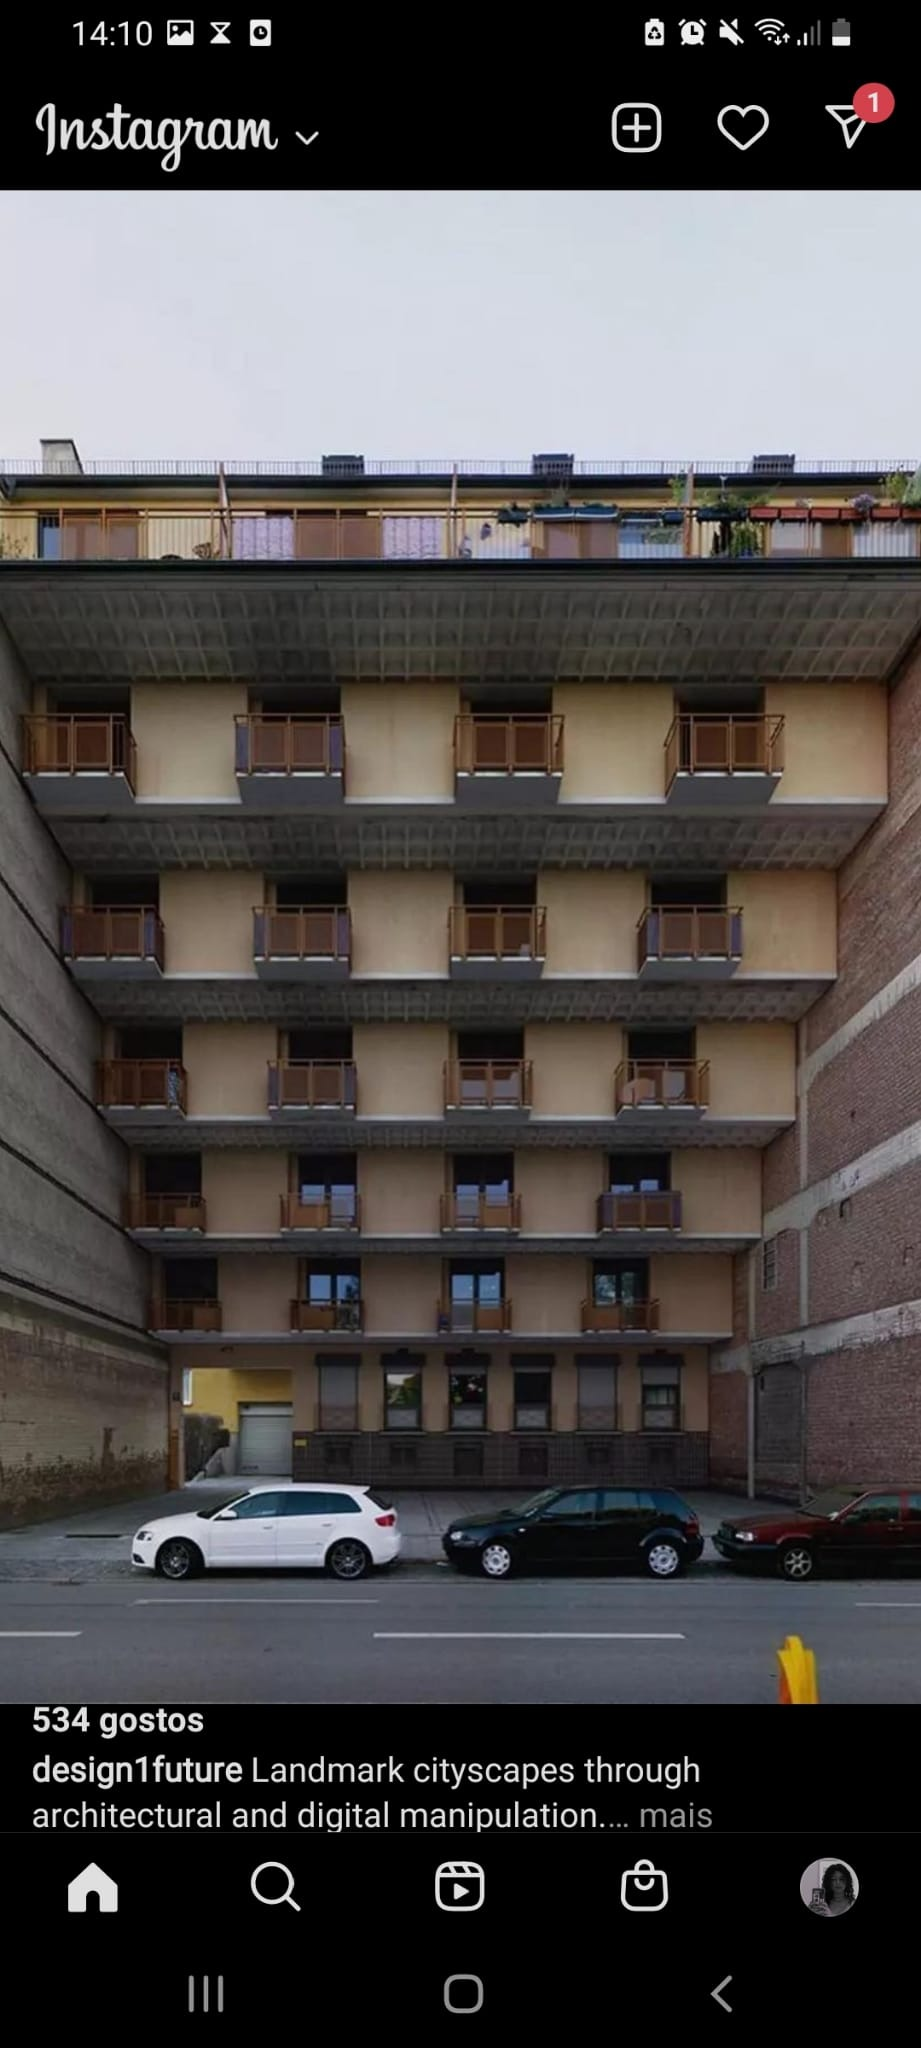 14:10
Instagram
1
534 gostos
design1future Landmark cityscapes through
architectural and digital manipulation.... mais